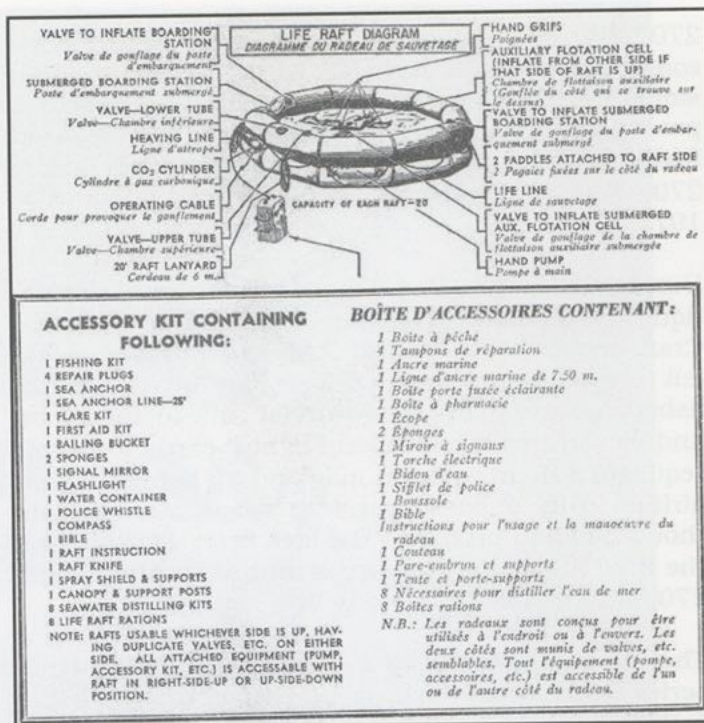 VALVE TO INFLATE BOARDING
STATION
Valve de gonflage du poste
d'embarquement
SUBMERGED BOARDING STATION
Poste d'embarquement submergé
VALVE—LOWER TUBE
Valve—Chambre inférieure
HEAVING LINE
Ligne d'attrape
CO₂ CYLINDER
Cylindre à gaz carbonique
OPERATING CABLE
Corde pour provoquer le gonflement
VALVE—UPPER TUBE
Valve—Chambre supérieure
20' RAFT LANYARD
Cordeau de 6 m.
LIFE RAFT DIAGRAM
DIAGRAMME DU RADEAU DE SAUVETAGE
CAPACITY OF EACH RAFT—20
HAND GRIPS
Poignées
AUXILIARY FLOTATION CELL
(INFLATE FROM OTHER SIDE IF
THAT SIDE OF RAFT IS UP)
Chambre de flottaison auxiliaire
(Gonflée du côté qui se trouve sur
le dessus)
VALVE TO INFLATE SUBMERGED
BOARDING STATION
Valve de gonflage du poste d'embar-
quement submergé
2 PADDLES ATTACHED TO RAFT SIDE
2 Pagaies fixées sur le côté du radeau
LIFE LINE
Ligne de sauvetage
VALVE TO INFLATE SUBMERGED
AUX. FLOTATION CELL
Valve de gonflage de la chambre de
flottaison auxiliaire submergée
HAND PUMP
Pompe à main
ACCESSORY KIT CONTAINING
FOLLOWING:
1 FISHING KIT
4 REPAIR PLUGS
1 SEA ANCHOR
1 SEA ANCHOR LINE—25'
1 FLARE KIT
1 FIRST AID KIT
1 BAILING BUCKET
2 SPONGES
1 SIGNAL MIRROR
1 FLASHLIGHT
1 WATER CONTAINER
1 POLICE WHISTLE
1 COMPASS
1 BIBLE
1 RAFT INSTRUCTION
1 RAFT KNIFE
1 SPRAY SHIELD & SUPPORTS
1 CANOPY & SUPPORT POSTS
8 SEAWATER DISTILLING KITS
8 LIFE RAFT RATIONS
NOTE: RAFTS USABLE WHICHEVER SIDE IS UP, HAV-
ING DUPLICATE VALVES, ETC. ON EITHER
SIDE. ALL ATTACHED EQUIPMENT (PUMP,
ACCESSORY KIT, ETC.) IS ACCESSABLE WITH
RAFT IN RIGHT-SIDE-UP OR UP-SIDE-DOWN
POSITION.
BOÎTE D'ACCESSOIRES CONTENANT:
1 Boîte à pêche
4 Tampons de réparation
1 Ancre marine
1 Ligne d'ancre marine de 7.50 m.
1 Boîte porte fusée éclairante
1 Boîte à pharmacie
1 Écope
2 Éponges
1 Miroir à signaux
1 Torche électrique
1 Bidon d'eau
1 Sifflet de police
1 Boussole
1 Bible
Instructions pour l'usage et la manoeuvre du
radeau
1 Couteau
1 Pare-embrun et supports
1 Tente et porte-supports
8 Nécessaires pour distiller l'eau de mer
8 Boîtes rations
N.B.: Les radeaux sont conçus pour être
utilisés à l'endroit ou à l'envers. Les
deux côtés sont munis de valves, etc.
semblables. Tout l'équipement (pompe,
accessoires, etc.) est accessible de l'un
ou de l'autre côté du radeau.